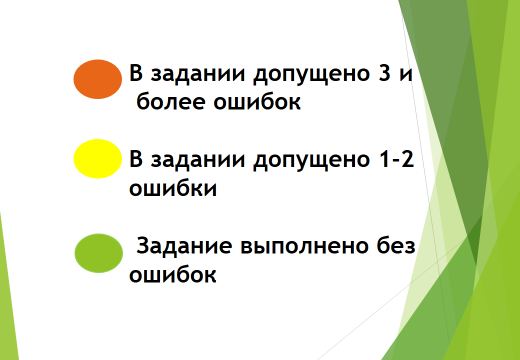 В задании допущено 3 и
более ошибок
В задании допущено 1-2
ошибки
Задание выполнено без
ошибок